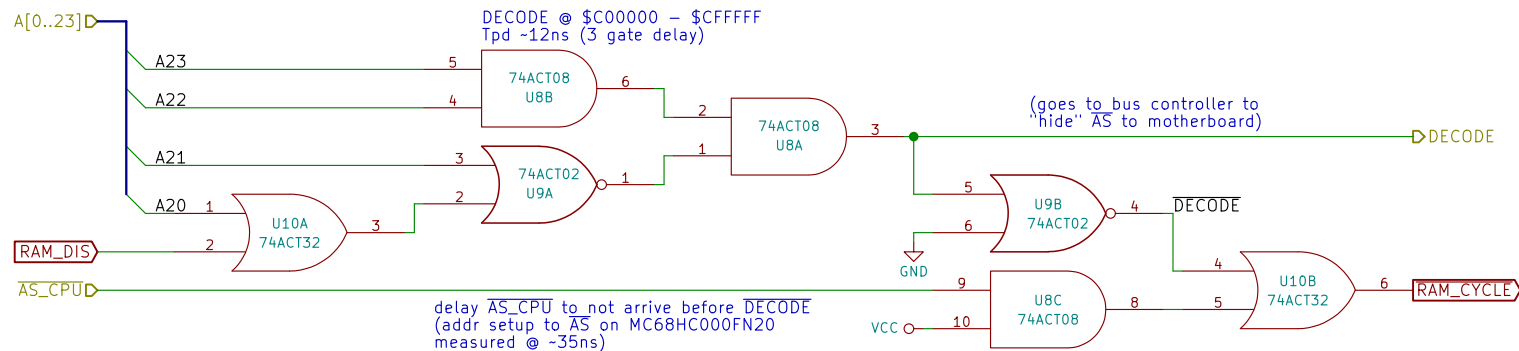 A[0..23]
DECODE @ $C00000 – $CFFFFF
Tpd ~12ns (3 gate delay)
A23
5
74ACT08
U8B
6
A22
4
2
74ACT08
U8A
3
1
(goes to bus controller to
"hide" AS to motherboard)
DECODE
A21
3
74ACT02
U9A
1
2
A20
1
U10A
74ACT32
3
RAM_DIS
2
5
U9B
74ACT02
4
DECODE
6
GND
AS_CPU
9
U8C
74ACT08
8
VCC
10
4
U10B
74ACT32
6
5
RAM_CYCLE
delay AS_CPU to not arrive before DECODE
(addr setup to AS on MC68HC000FN20
measured @ ~35ns)